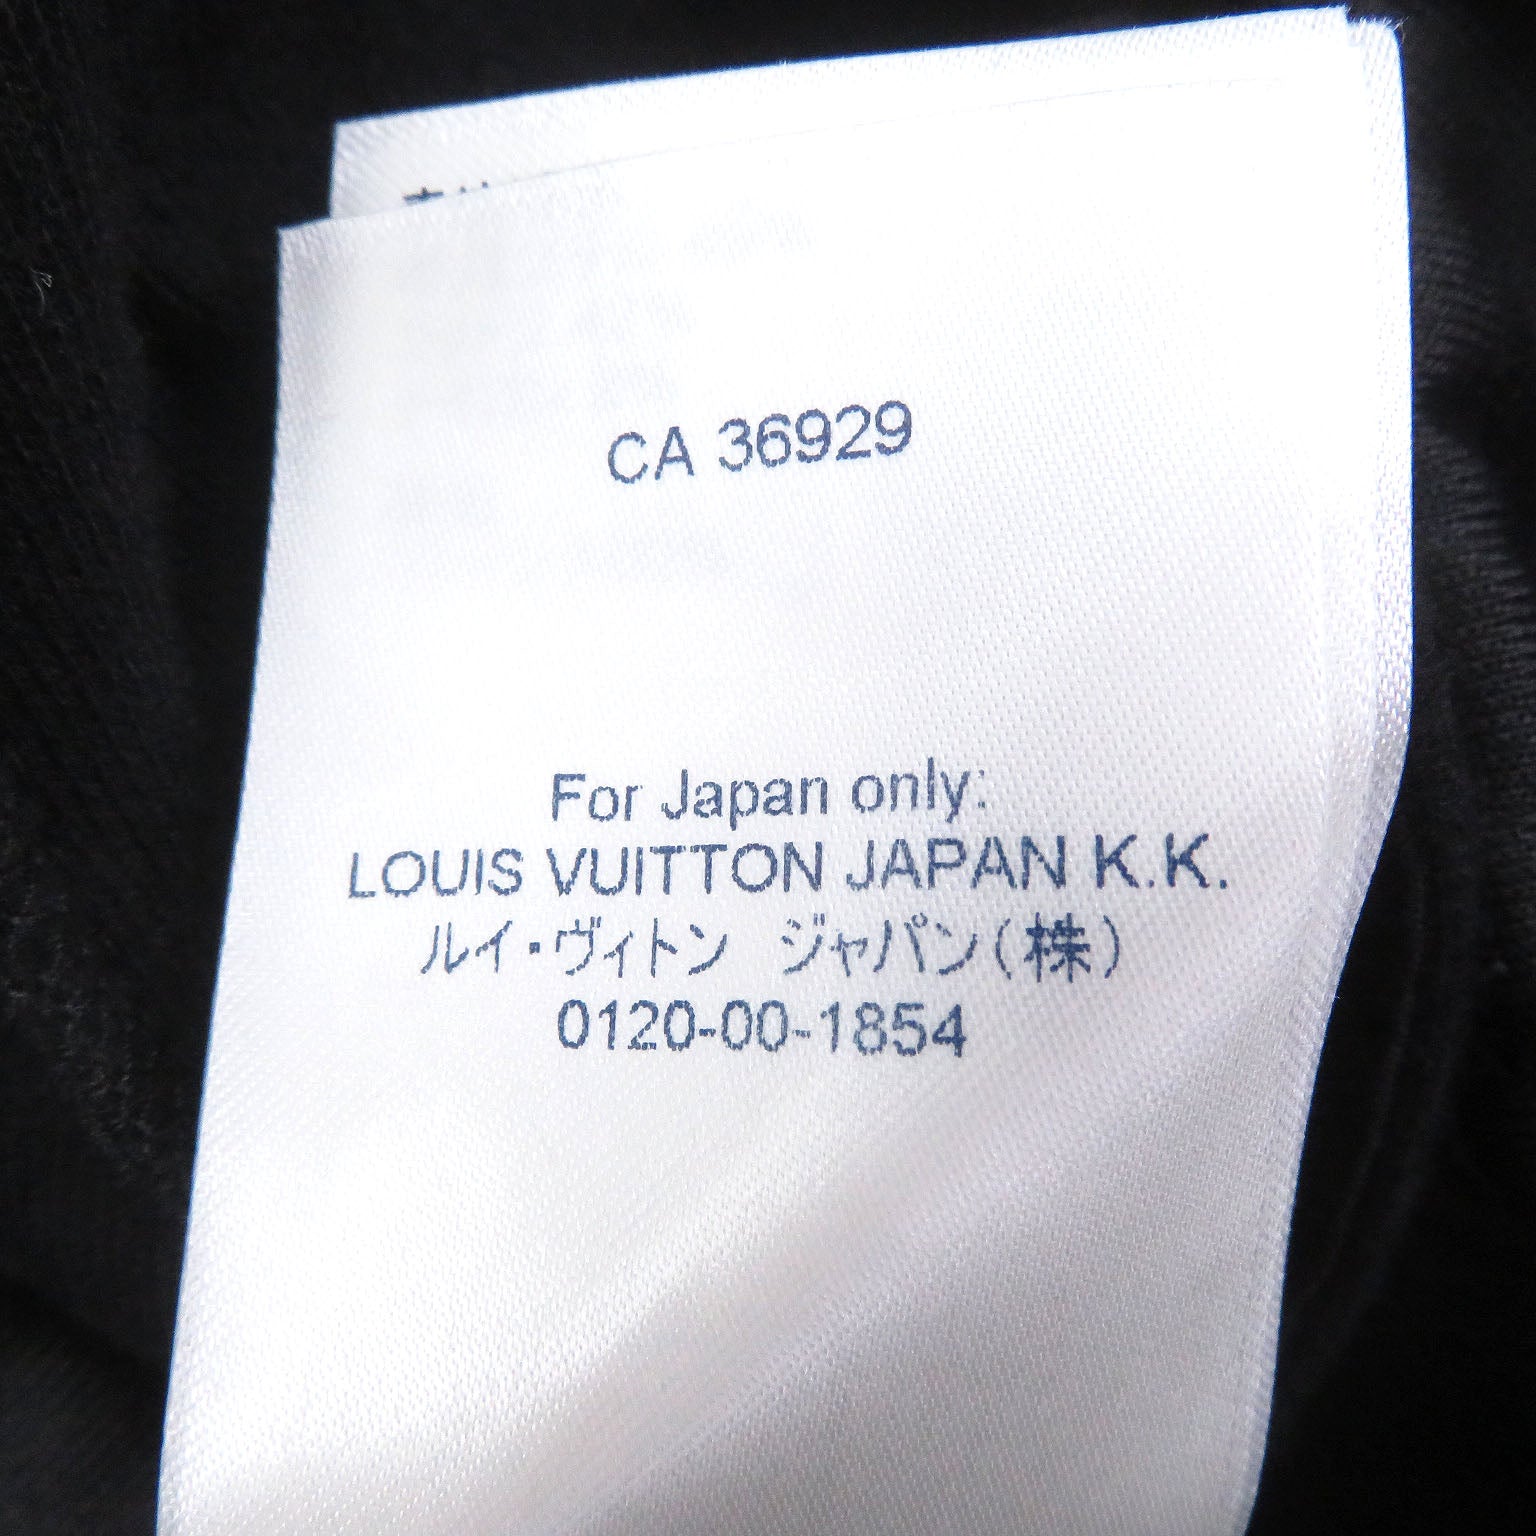 CA 36929
For Japan only:
LOUIS VUITTON JAPAN K.K.
ルイ・ヴィトン ジャパン(株)
0120-00-1854